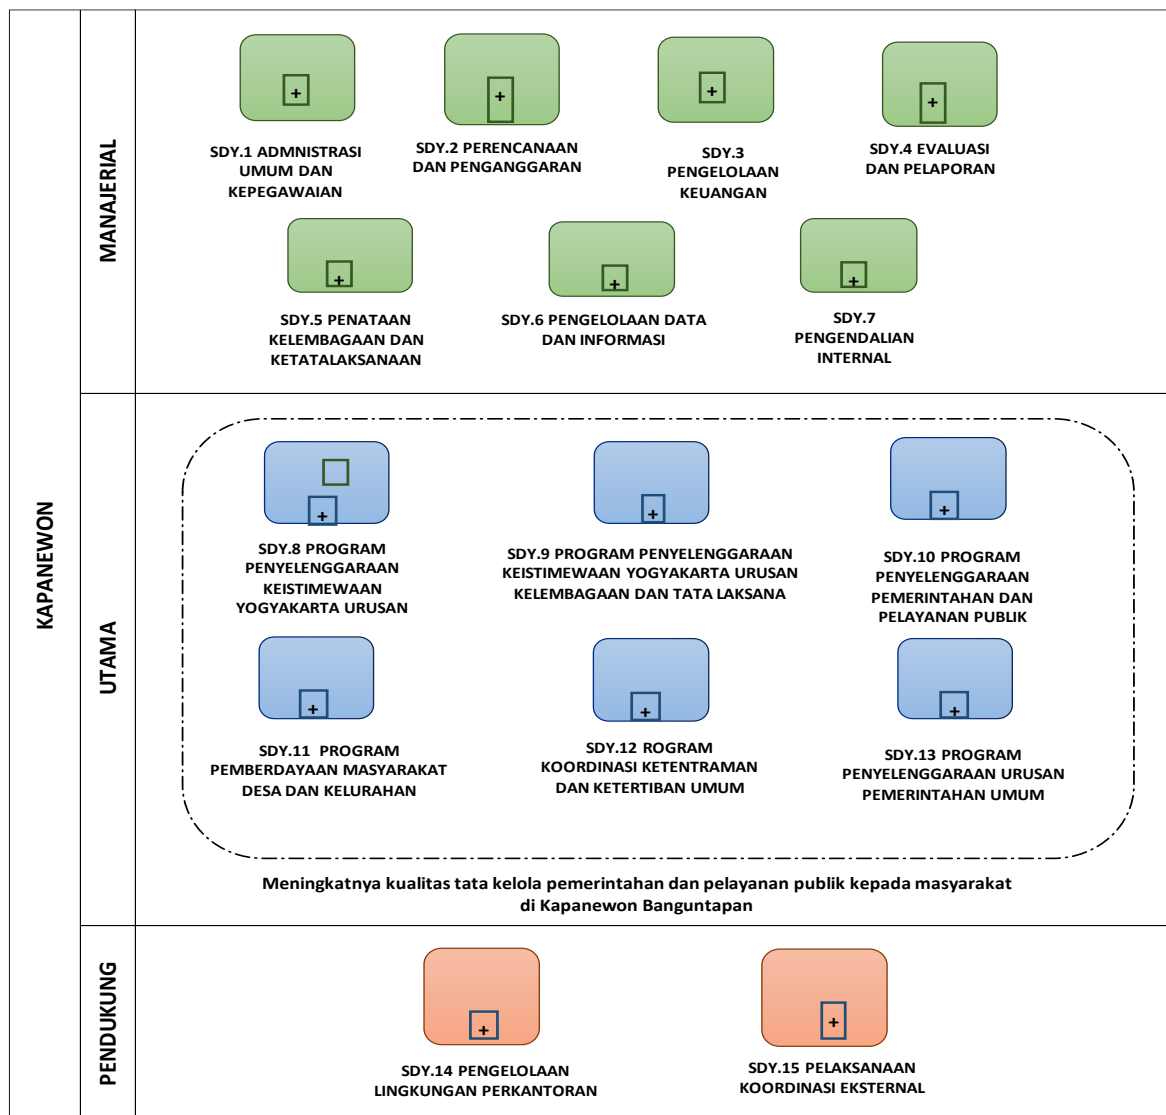 KAPANEWON
MANAJERIAL
SDY.1 ADMNISTRASI
UMUM DAN
KEPEGAWAIAN
SDY.2 PERENCANAAN
DAN PENGANGGARAN
SDY.3
PENGELOLAAN
KEUANGAN
SDY.4 EVALUASI
DAN PELAPORAN
SDY.5 PENATAAN
KELEMBAGAAN DAN
KETATALAKSANAAN
SDY.6 PENGELOLAAN DATA
DAN INFORMASI
SDY.7
PENGENDALIAN
INTERNAL
UTAMA
SDY.8 PROGRAM
PENYELENGGARAAN
KEISTIMEWAAN
YOGYAKARTA URUSAN
SDY.9 PROGRAM PENYELENGGARAAN
KEISTIMEWAAN YOGYAKARTA URUSAN
KELEMBAGAAN DAN TATA LAKSANA
SDY.10 PROGRAM
PENYELENGGARAAN
PEMERINTAHAN DAN
PELAYANAN PUBLIK
SDY.11 PROGRAM
PEMBERDAYAAN MASYARAKAT
DESA DAN KELURAHAN
SDY.12 ROGRAM
KOORDINASI KETENTRAMAN
DAN KETERTIBAN UMUM
SDY.13 PROGRAM
PENYELENGGARAAN URUSAN
PEMERINTAHAN UMUM
Meningkatnya kualitas tata kelola pemerintahan dan pelayanan publik kepada masyarakat
di Kapanewon Banguntapan
PENDUKUNG
SDY.14 PENGELOLAAN
LINGKUNGAN PERKANTORAN
SDY.15 PELAKSANAAN
KOORDINASI EKSTERNAL